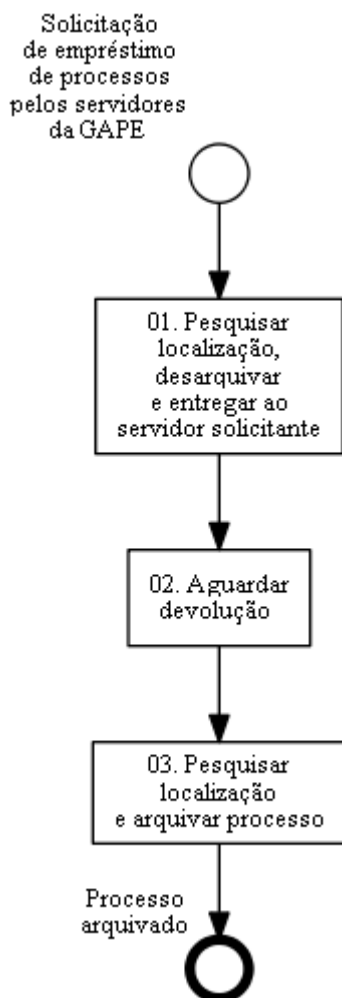 Solicitação
de empréstimo
de processos
pelos servidores
da GAPE
01. Pesquisar
localização,
desarquivar
e entregar ao
servidor solicitante
02. Aguardar
devolução
03. Pesquisar
localização
e arquivar processo
Processo
arquivado